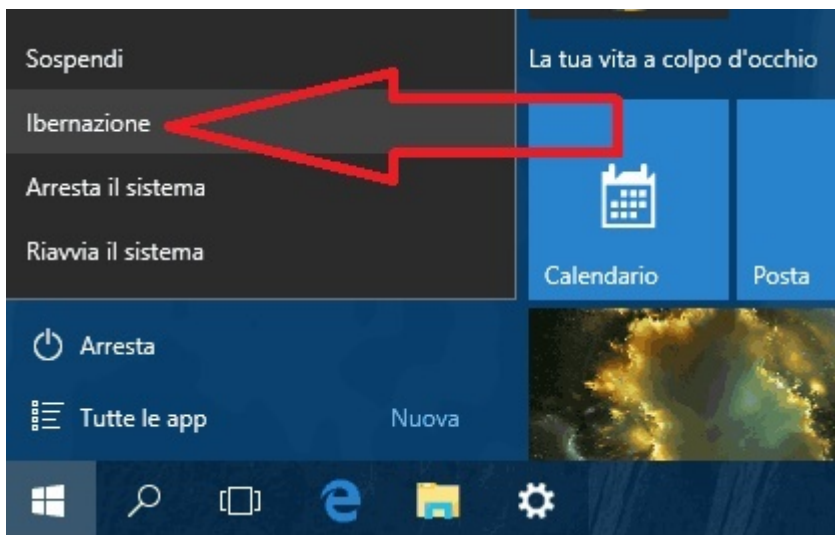 Sospendi
Ibernazione
Arresta il sistema
Riavvia il sistema
Arresta
Tutte le app
Nuova
La tua vita a colpo d'occhio
Calendario
Posta